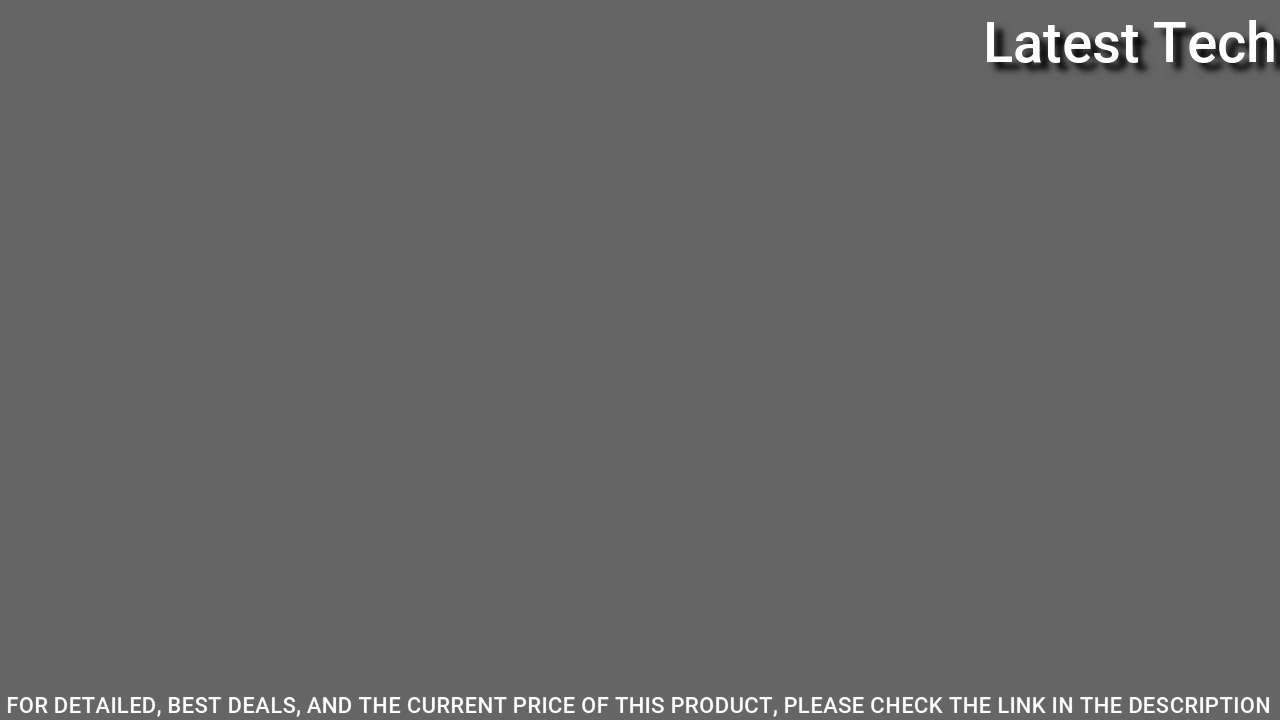 Latest Tech
FOR DETAILED, BEST DEALS, AND THE CURRENT PRICE OF THIS PRODUCT, PLEASE CHECK THE LINK IN THE DESCRIPTION